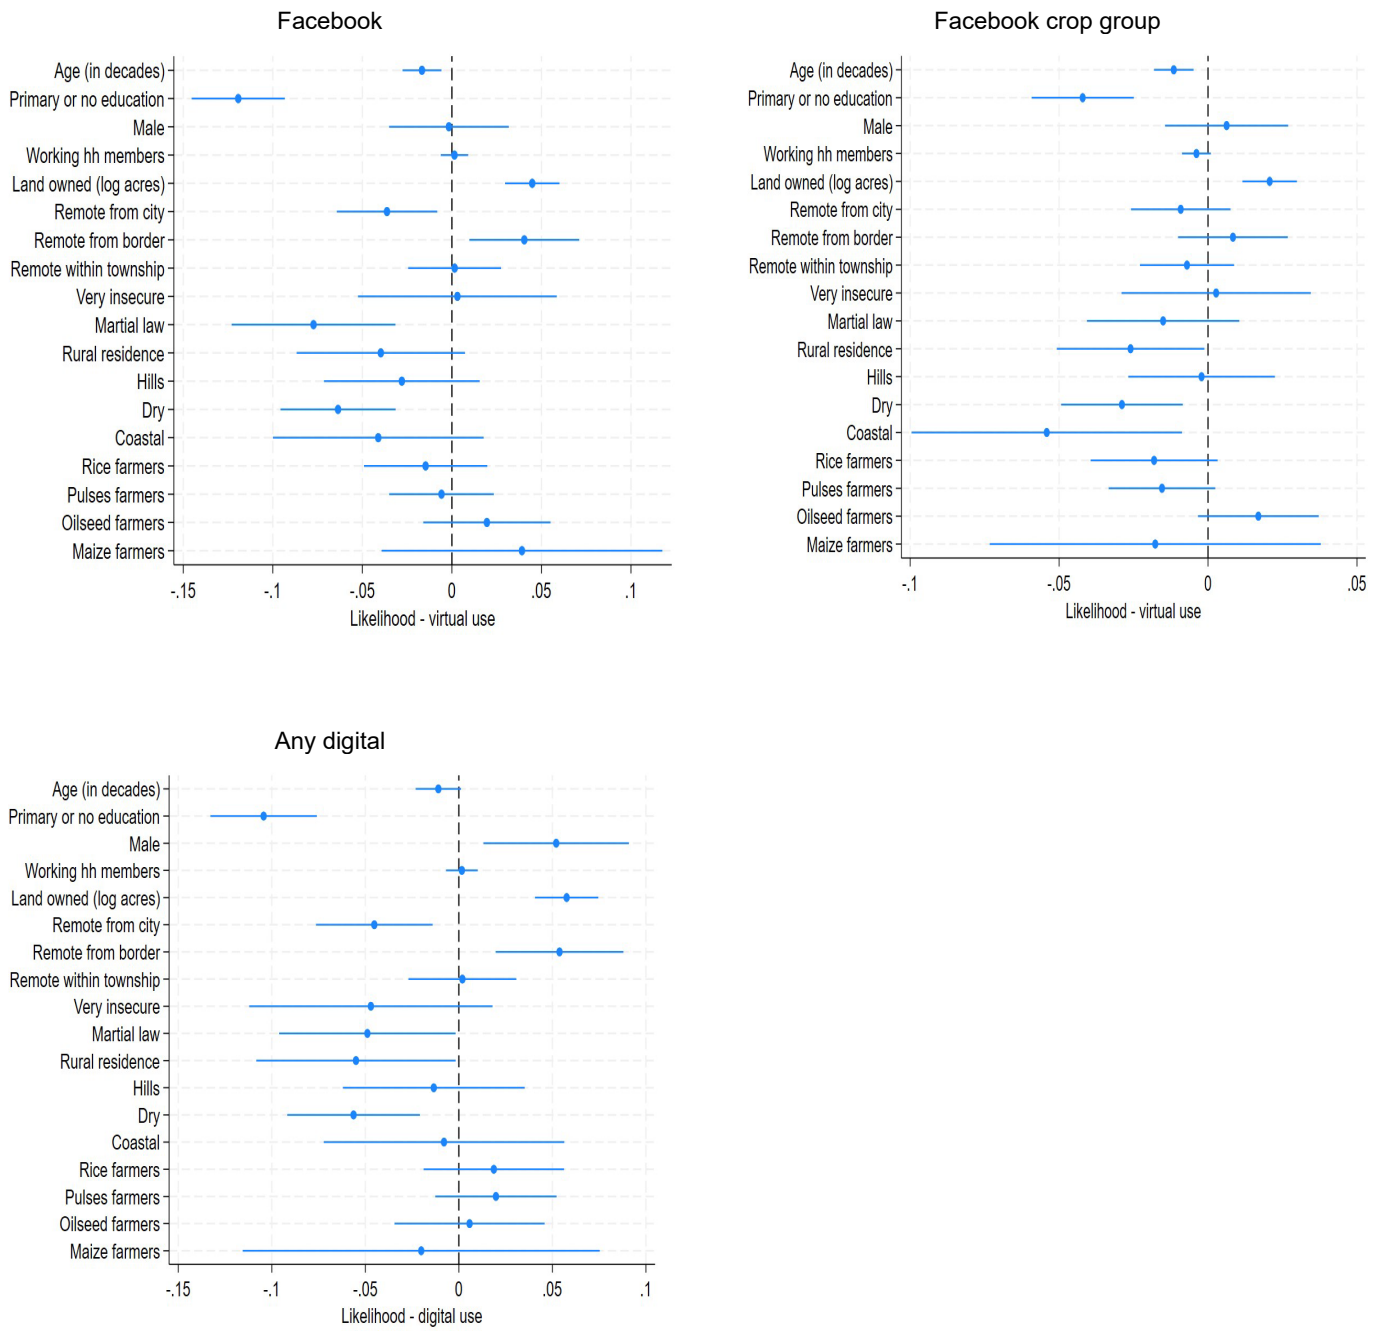 Facebook
Age (in decades)
Primary or no education
Male
Working hh members
Land owned (log acres)
Remote from city
Remote from border
Remote within township
Very insecure
Martial law
Rural residence
Hills
Dry
Coastal
Rice farmers
Pulses farmers
Oilseed farmers
Maize farmers
-.15 -.1 -.05 0 .05 .1
Likelihood - virtual use
Facebook crop group
Age (in decades)
Primary or no education
Male
Working hh members
Land owned (log acres)
Remote from city
Remote from border
Remote within township
Very insecure
Martial law
Rural residence
Hills
Dry
Coastal
Rice farmers
Pulses farmers
Oilseed farmers
Maize farmers
-.1 -.05 0 .05
Likelihood - virtual use
Any digital
Age (in decades)
Primary or no education
Male
Working hh members
Land owned (log acres)
Remote from city
Remote from border
Remote within township
Very insecure
Martial law
Rural residence
Hills
Dry
Coastal
Rice farmers
Pulses farmers
Oilseed farmers
Maize farmers
-.15 -.1 -.05 0 .05 .1
Likelihood - digital use